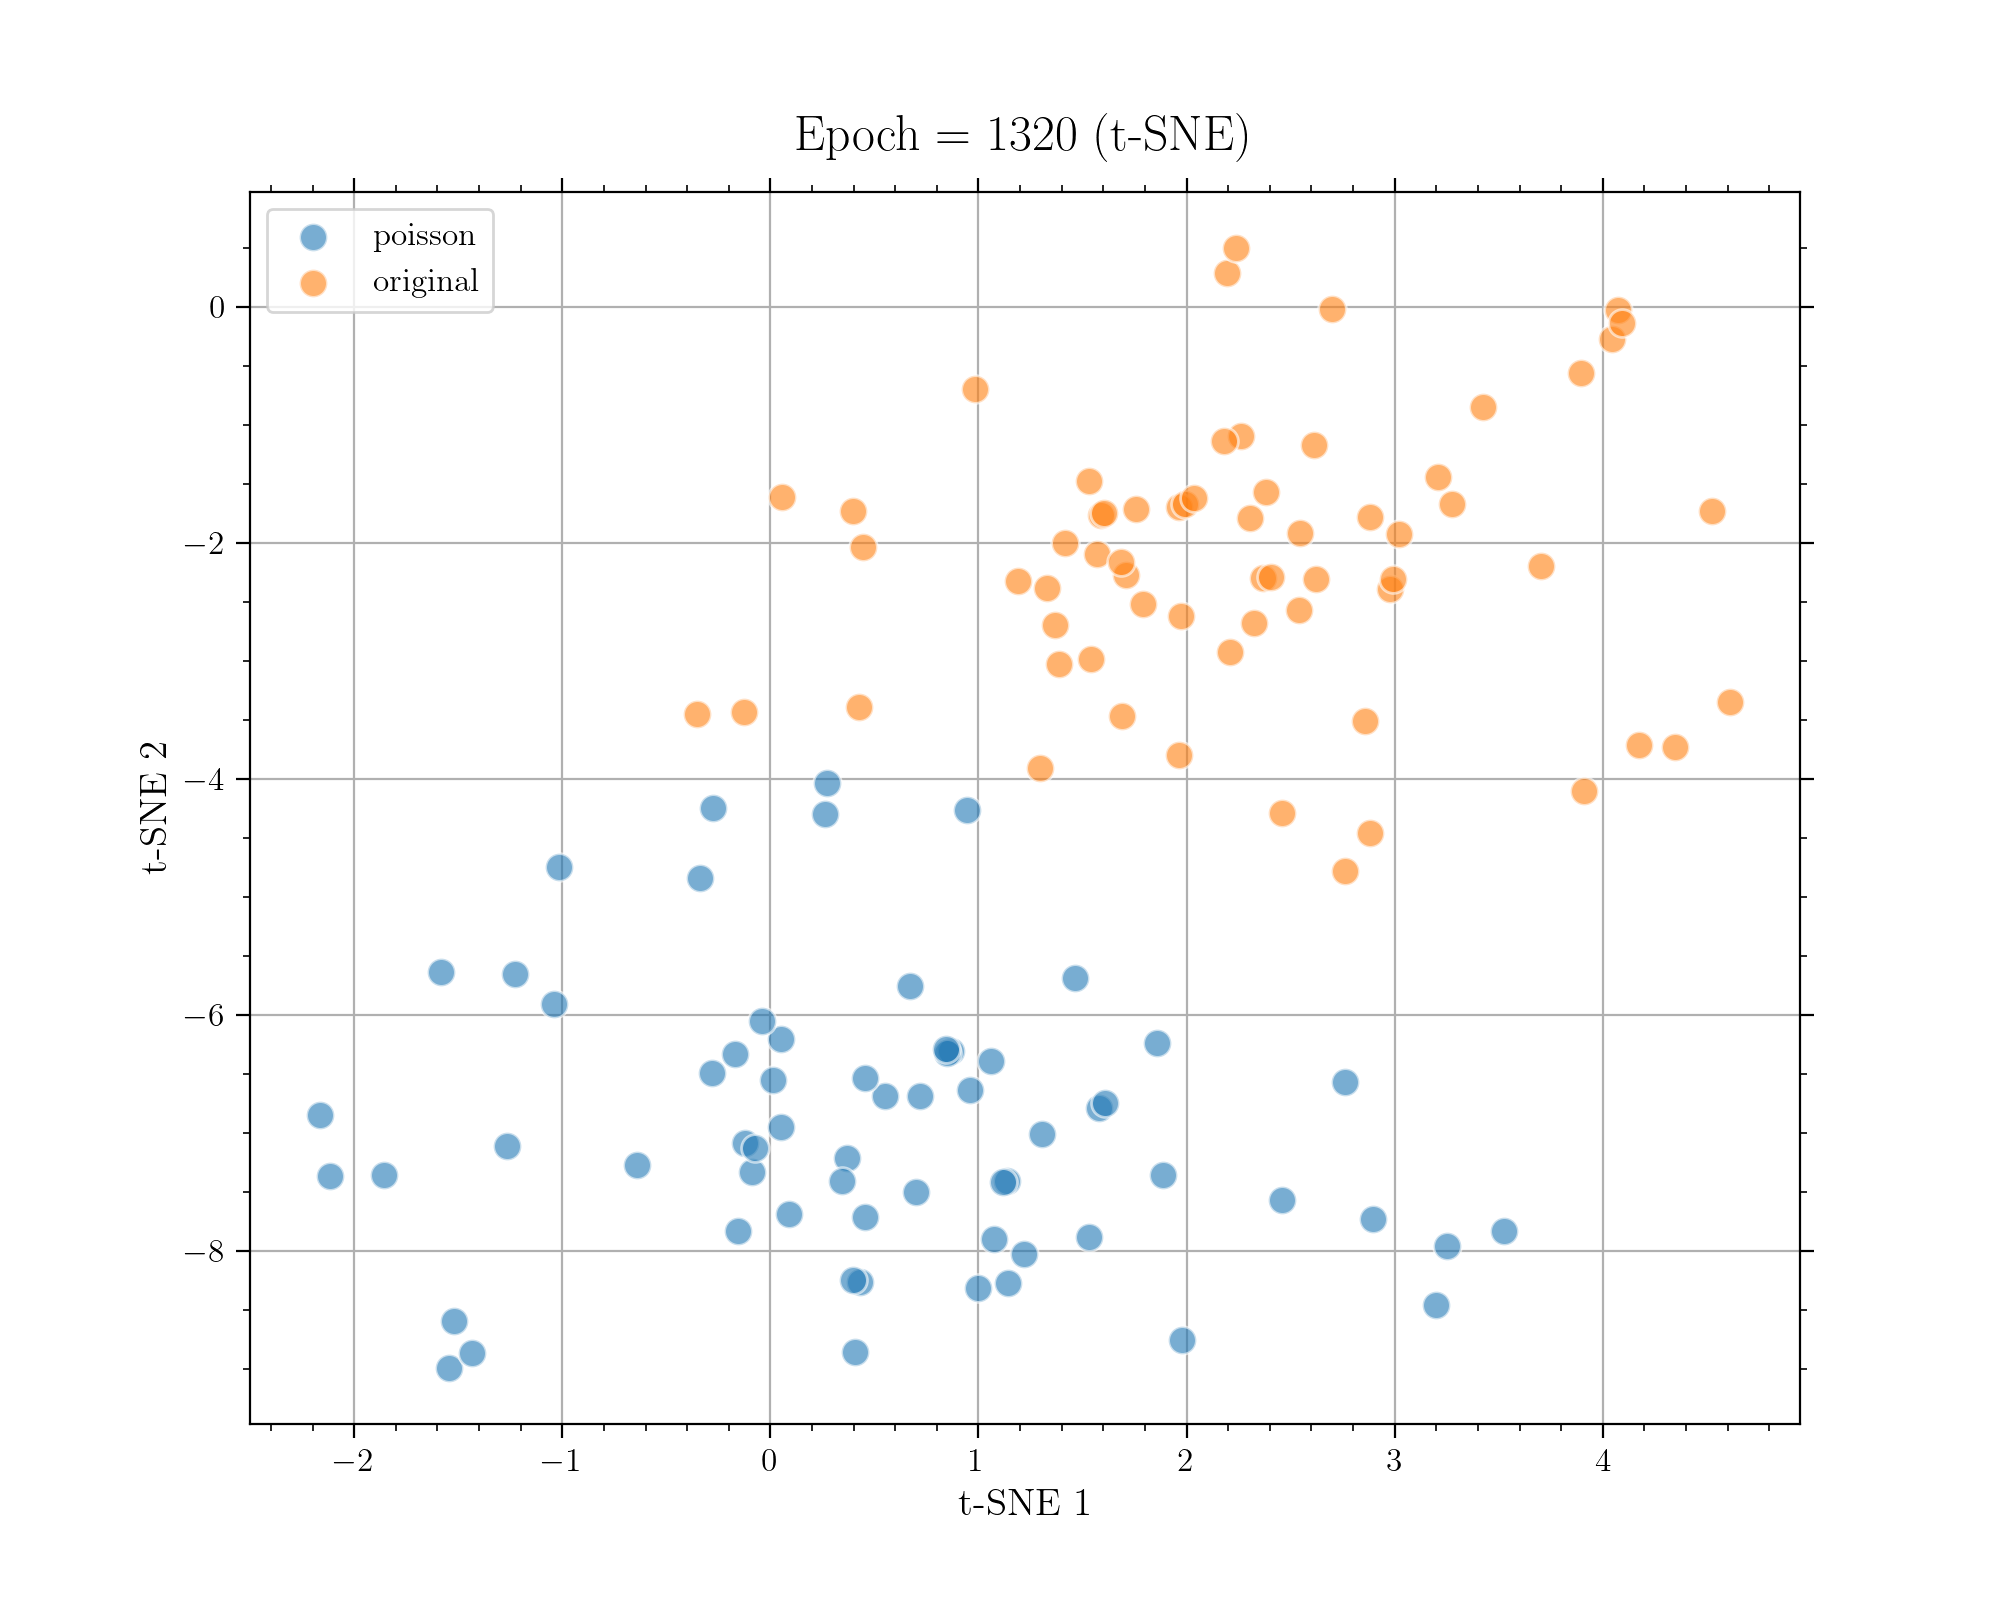 Epoch = 1320 (t-SNE)
poisson
original
0
−2
−4
−6
−8
t-SNE 2
−2 −1 0 1 2 3 4
t-SNE 1